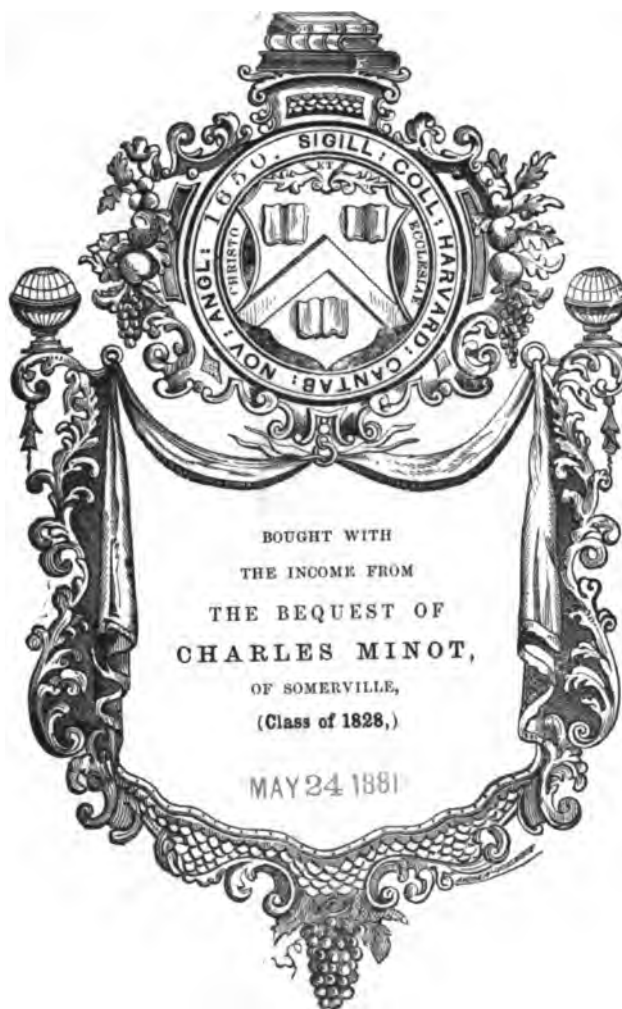 SIGILL: COLL: HARVARD: CANTAB: NOV: ANGL: 1650.
CHRISTO
ET
ECCLESIAE
BOUGHT WITH
THE INCOME FROM
THE BEQUEST OF
CHARLES MINOT,
OF SOMERVILLE,
(Class of 1828,)
MAY 24 1881